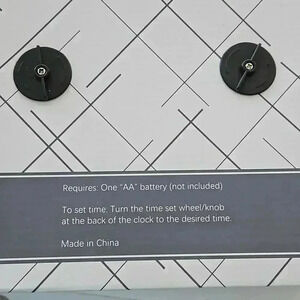 Requires: One "AA" battery (not included)
To set time: Turn the time set wheel/knob
at the back of the clock to the desired time.
Made in China